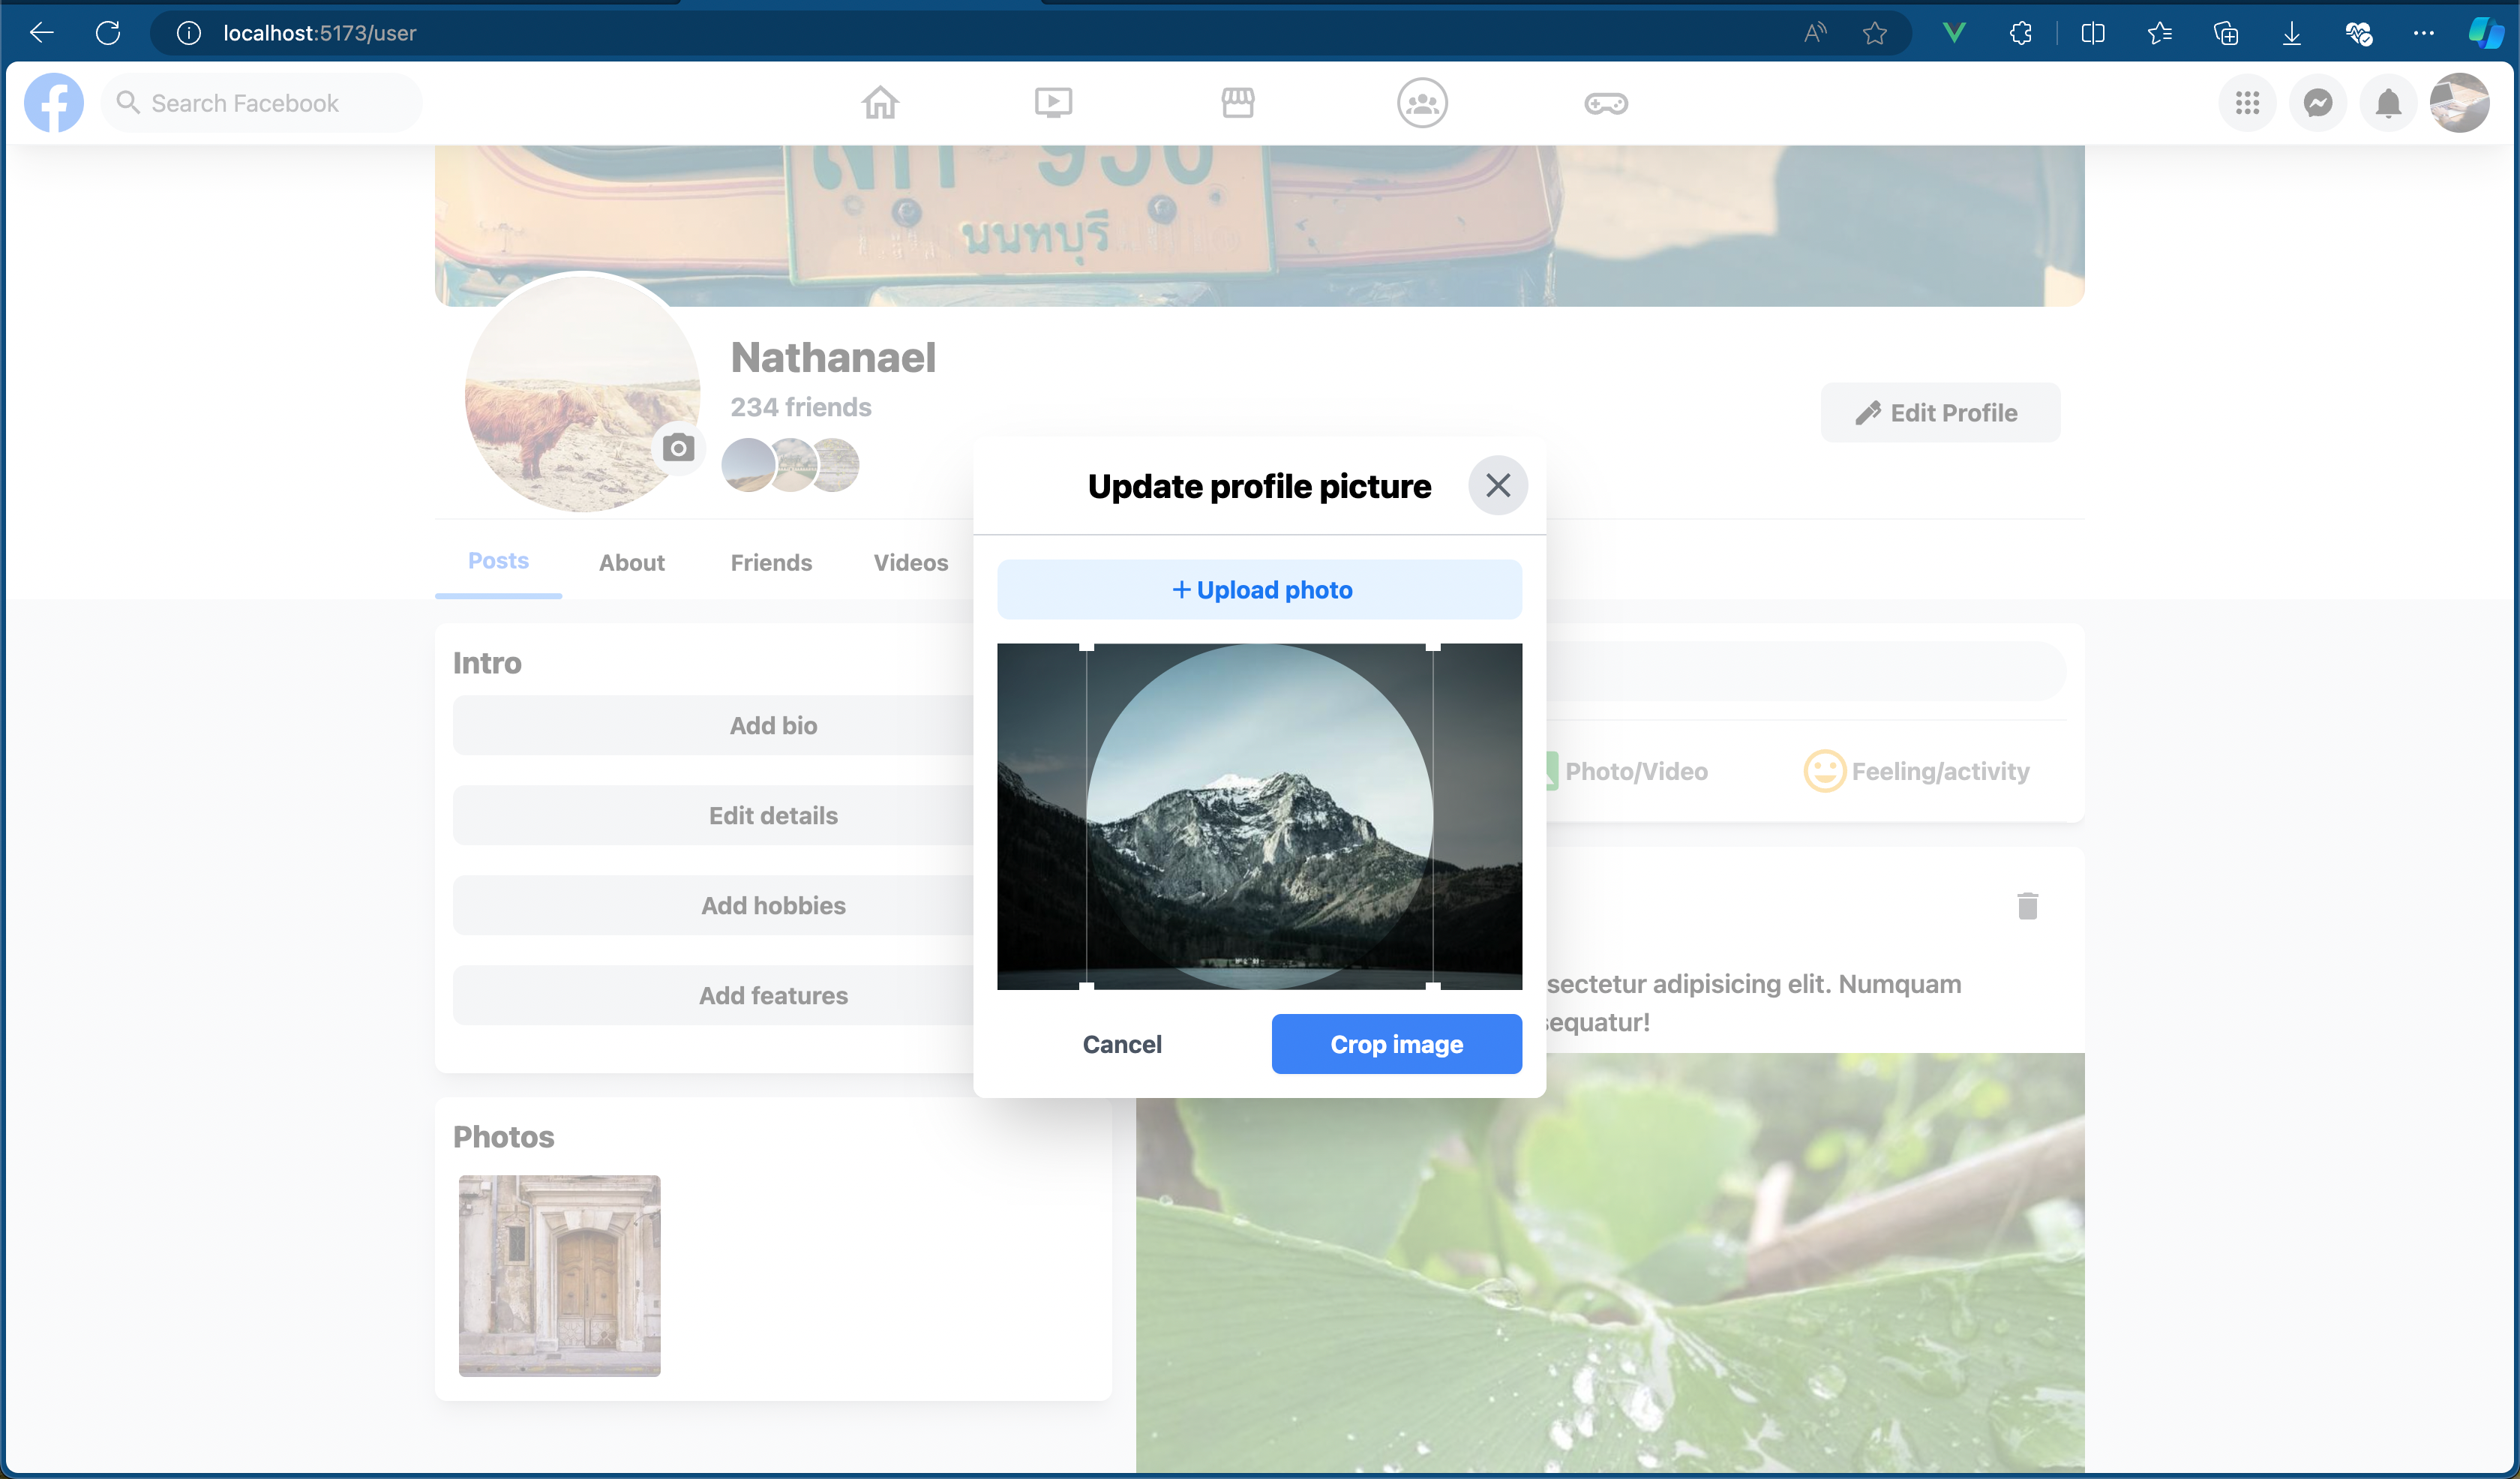 localhost:5173/user
Search Facebook
936
นนทบุรี
Nathanael
234 friends
Edit Profile
Update profile picture
Posts
About
Friends
Videos
+ Upload photo
Intro
Add bio
Photo/Video
Feeling/activity
Edit details
Add hobbies
Add features
sectetur adipisicing elit. Numquam
sequatur!
Cancel
Crop image
Photos